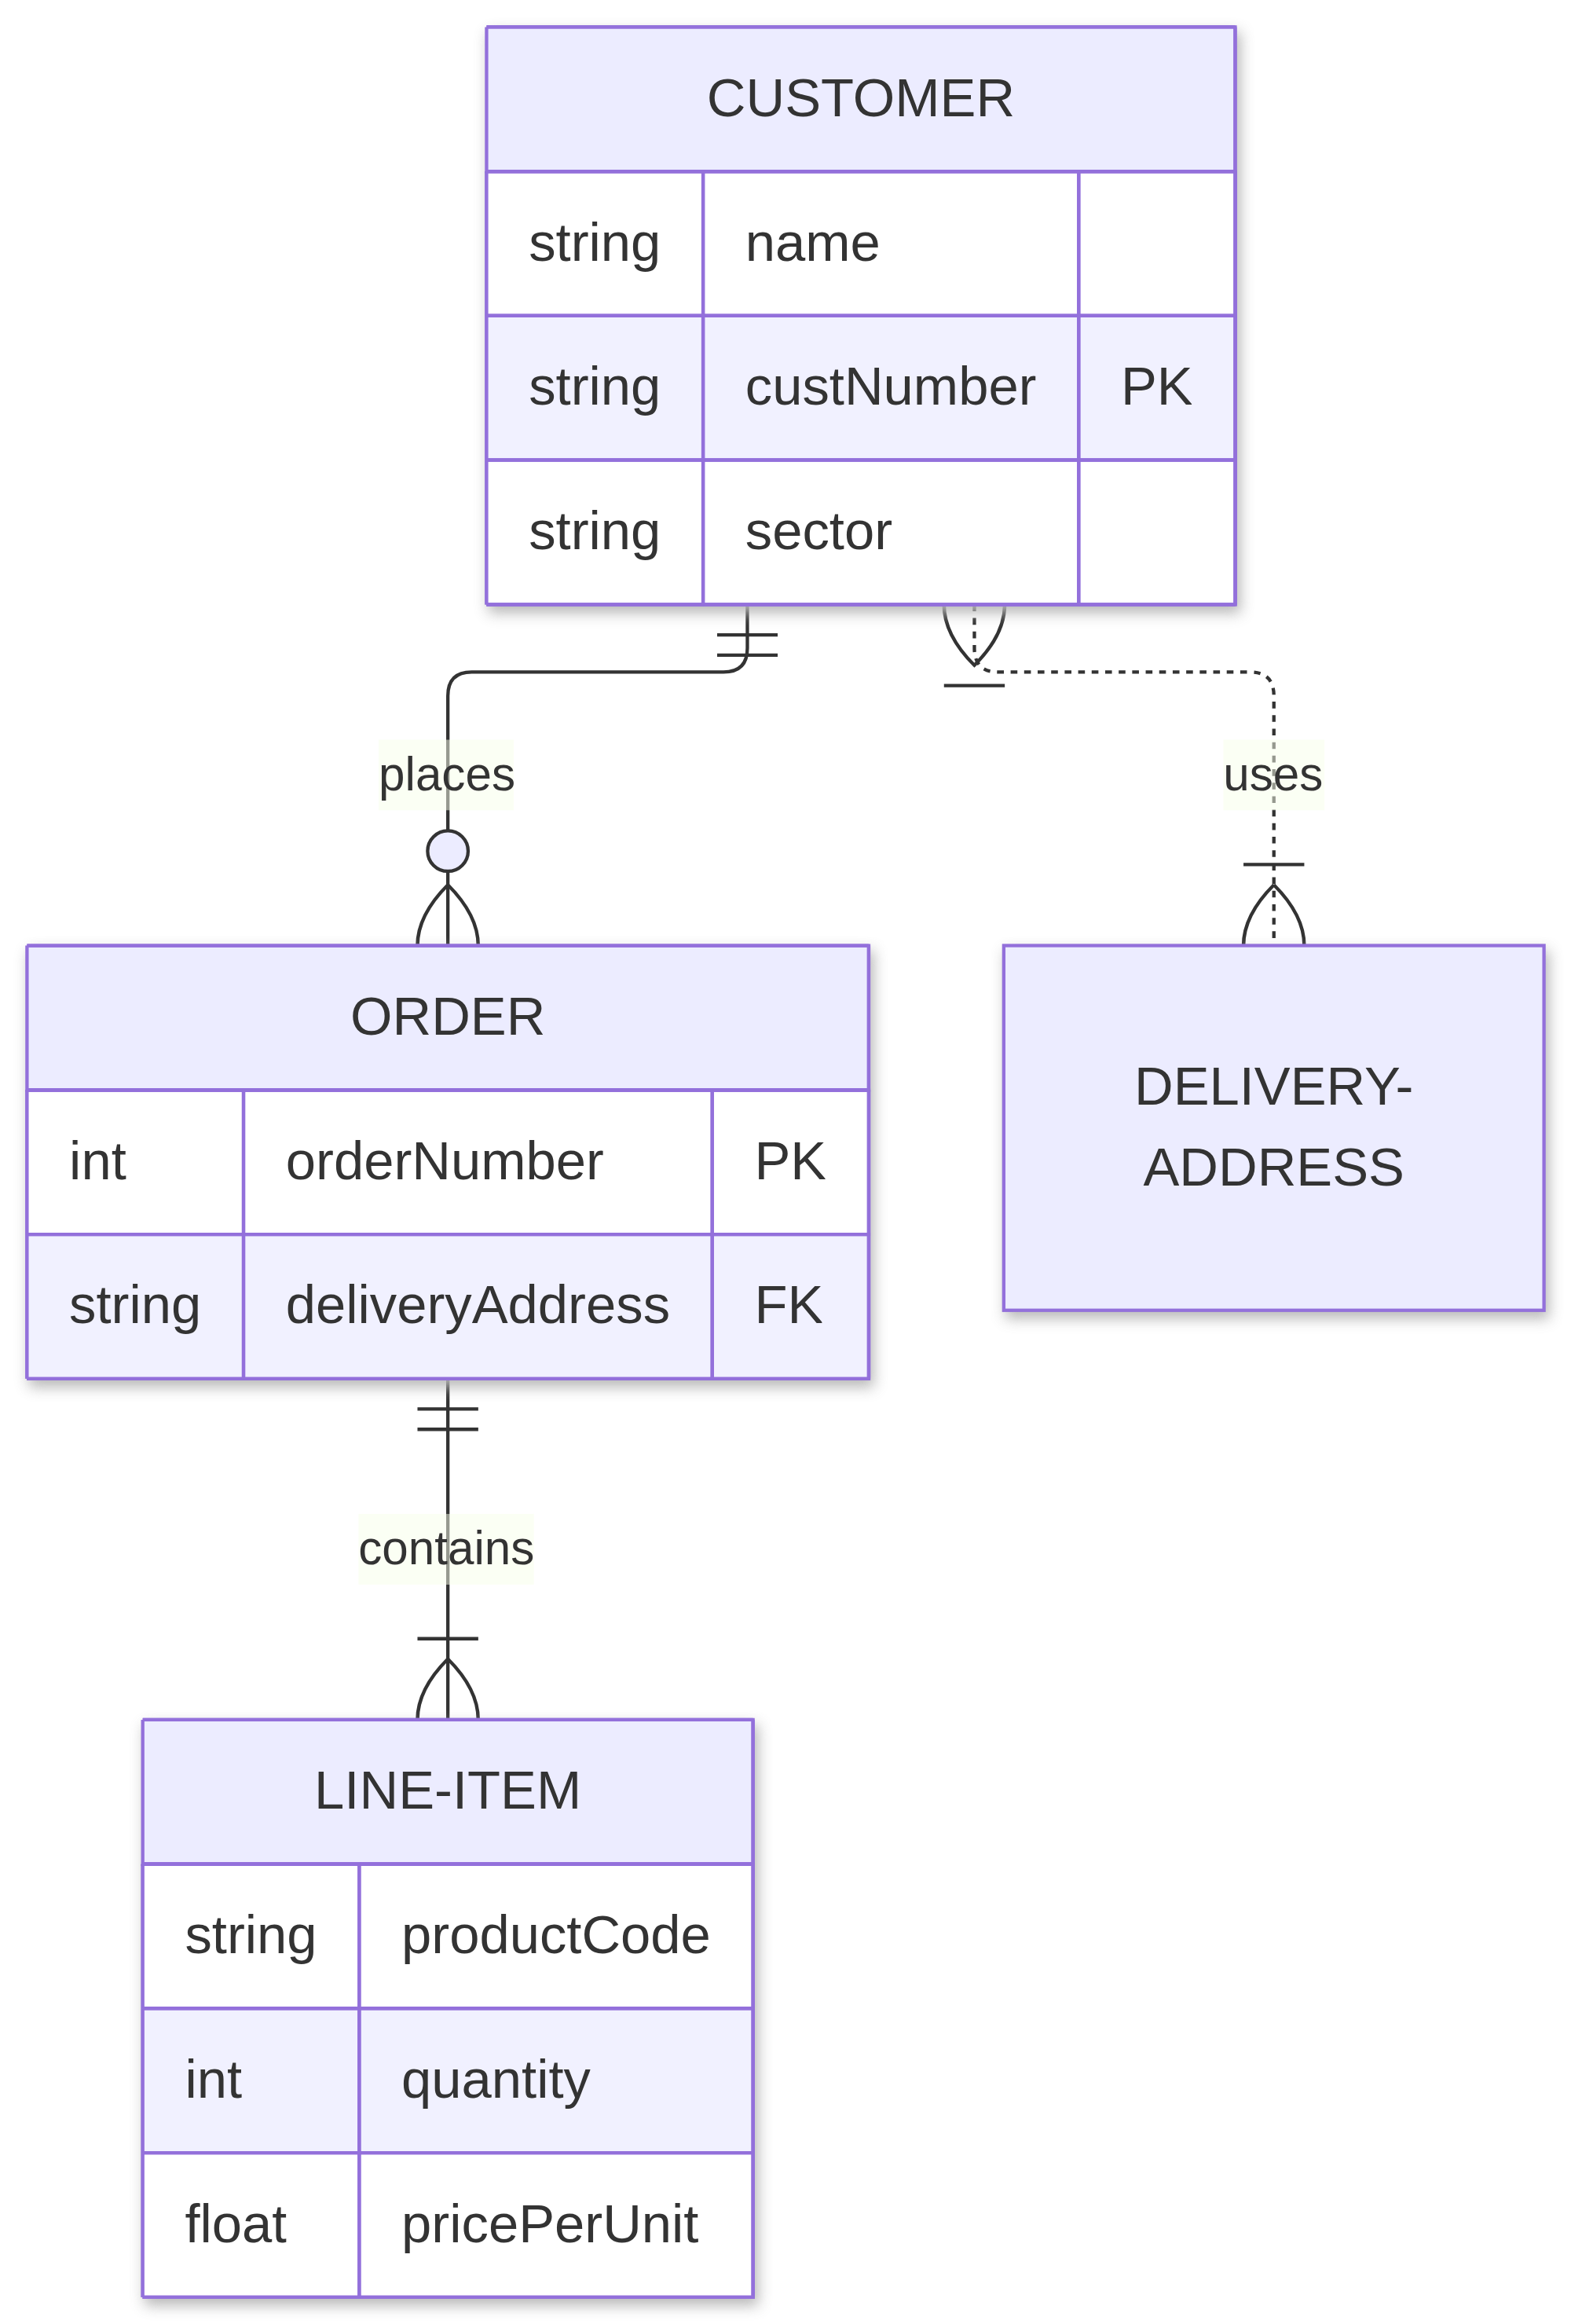 CUSTOMER
string name
string custNumber PK
string sector
places
uses
ORDER
int orderNumber PK
string deliveryAddress FK
DELIVERY-
ADDRESS
contains
LINE-ITEM
string productCode
int quantity
float pricePerUnit